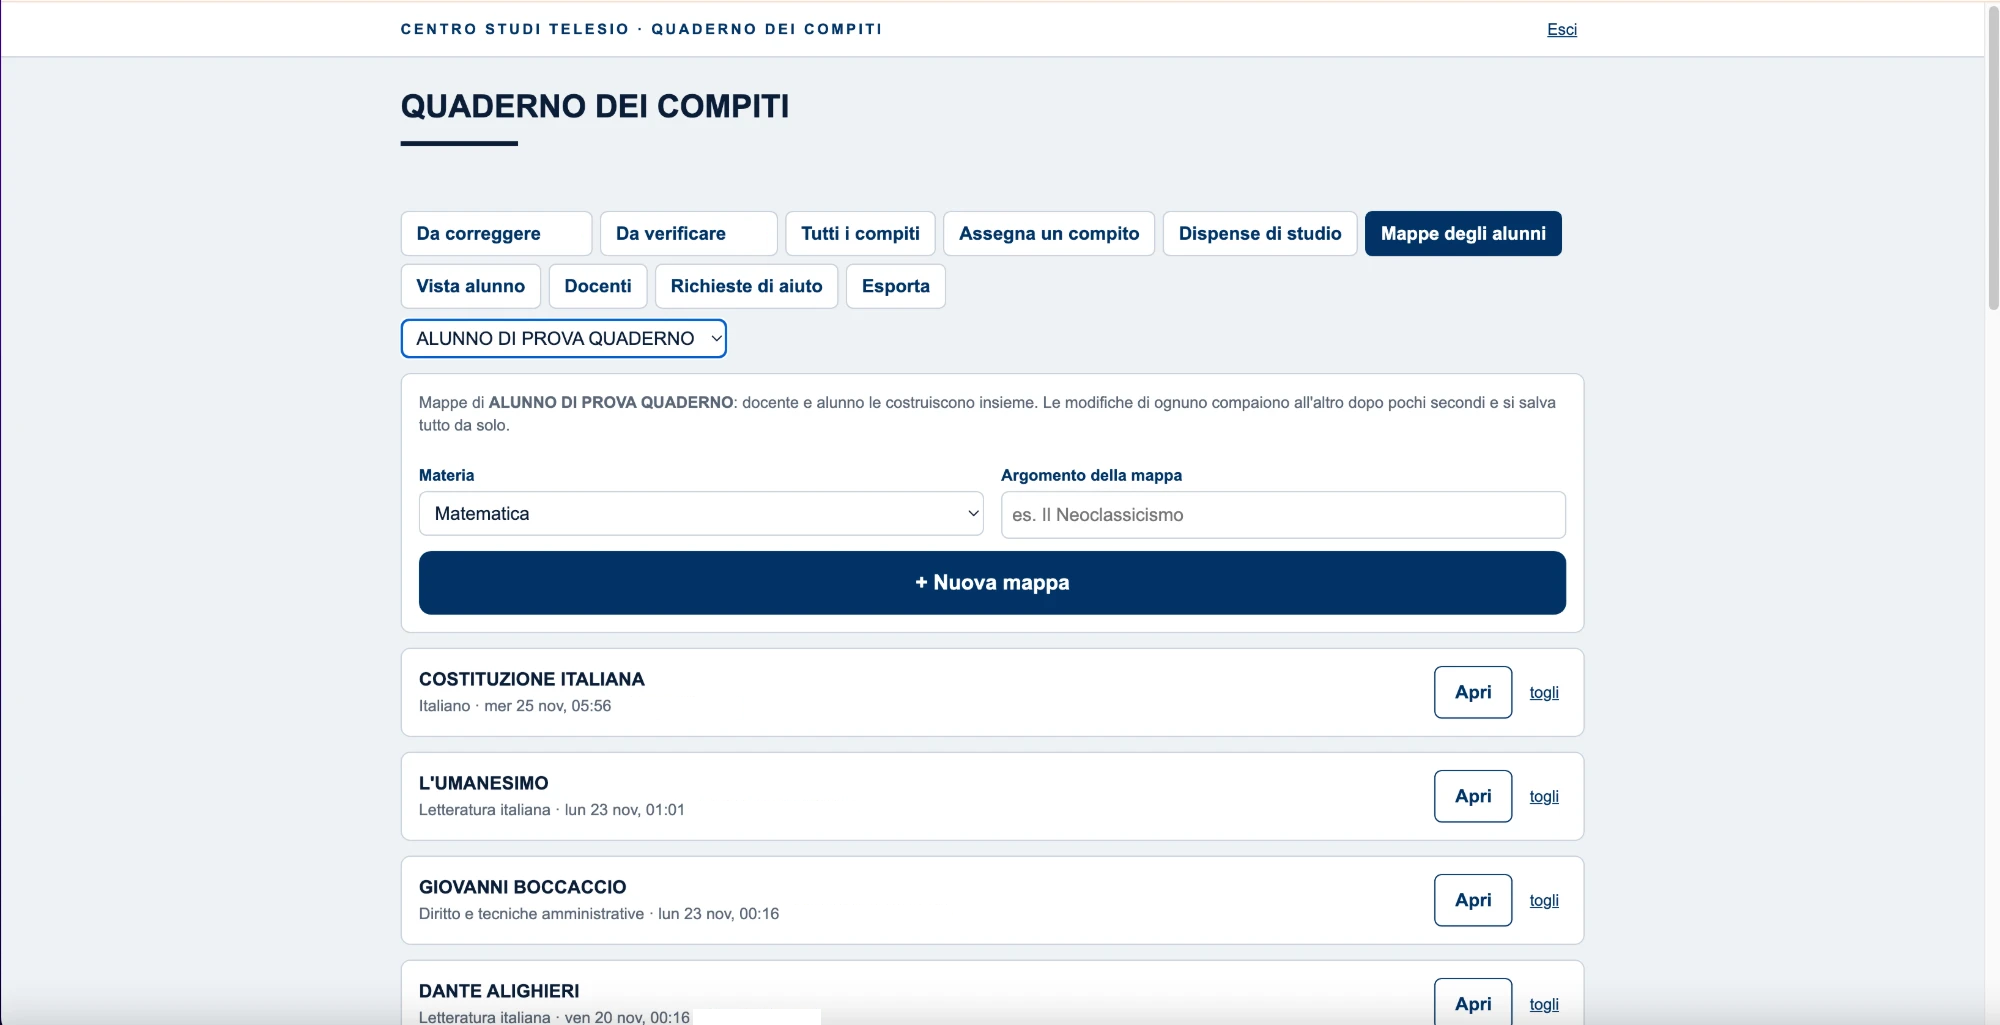 CENTRO STUDI TELESIO · QUADERNO DEI COMPITI
Esci
QUADERNO DEI COMPITI
Da correggere
Da verificare
Tutti i compiti
Assegna un compito
Dispense di studio
Mappe degli alunni
Vista alunno
Docenti
Richieste di aiuto
Esporta
ALUNNO DI PROVA QUADERNO
Mappe di ALUNNO DI PROVA QUADERNO: docente e alunno le costruiscono insieme. Le modifiche di ognuno compaiono all'altro dopo pochi secondi e si salva
tutto da solo.
Materia
Argomento della mappa
Matematica
es. Il Neoclassicismo
+ Nuova mappa
COSTITUZIONE ITALIANA
Italiano · mer 25 nov, 05:56
Apri
togli
L'UMANESIMO
Letteratura italiana · lun 23 nov, 01:01
Apri
togli
GIOVANNI BOCCACCIO
Diritto e tecniche amministrative · lun 23 nov, 00:16
Apri
togli
DANTE ALIGHIERI
Letteratura italiana · ven 20 nov, 00:16
Apri
togli